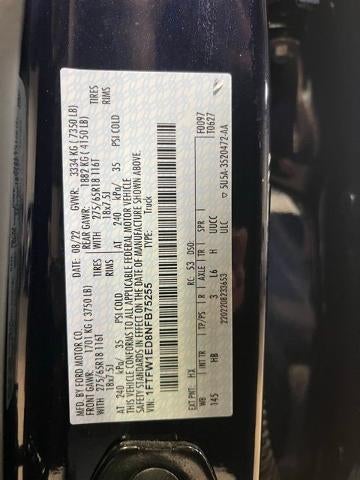 MFD. BY FORD MOTOR CO.
08/22 GVWR: 3334 KG ( 7350 LB)
FRONT GAWR: 1701 KG ( 3750 LB) REAR GAWR: 1882 KG ( 4150 LB)
WITH 275/65R18 116T TIRES WITH 275/65R18 116T TIRES
18x7.5J RIMS 18x7.5J RIMS
AT 240 kPa/ 35 PSI COLD AT 240 kPa/ 35 PSI COLD
THIS VEHICLE CONFORMS TO ALL APPLICABLE FEDERAL MOTOR VEHICLE
SAFETY STANDARDS IN EFFECT ON THE DATE OF MANUFACTURE SHOWN ABOVE.
VIN: 1FTFW1ED8NFB75255
TYPE: Truck
F0097
T0627
EXT PNT: HX RC: 53 DSO:
WB INT TR TP/PS R AXLE TR SPR
145 HB 3 L6 H UUCC
ULC
2202208233653
SU5A-3520472-AA